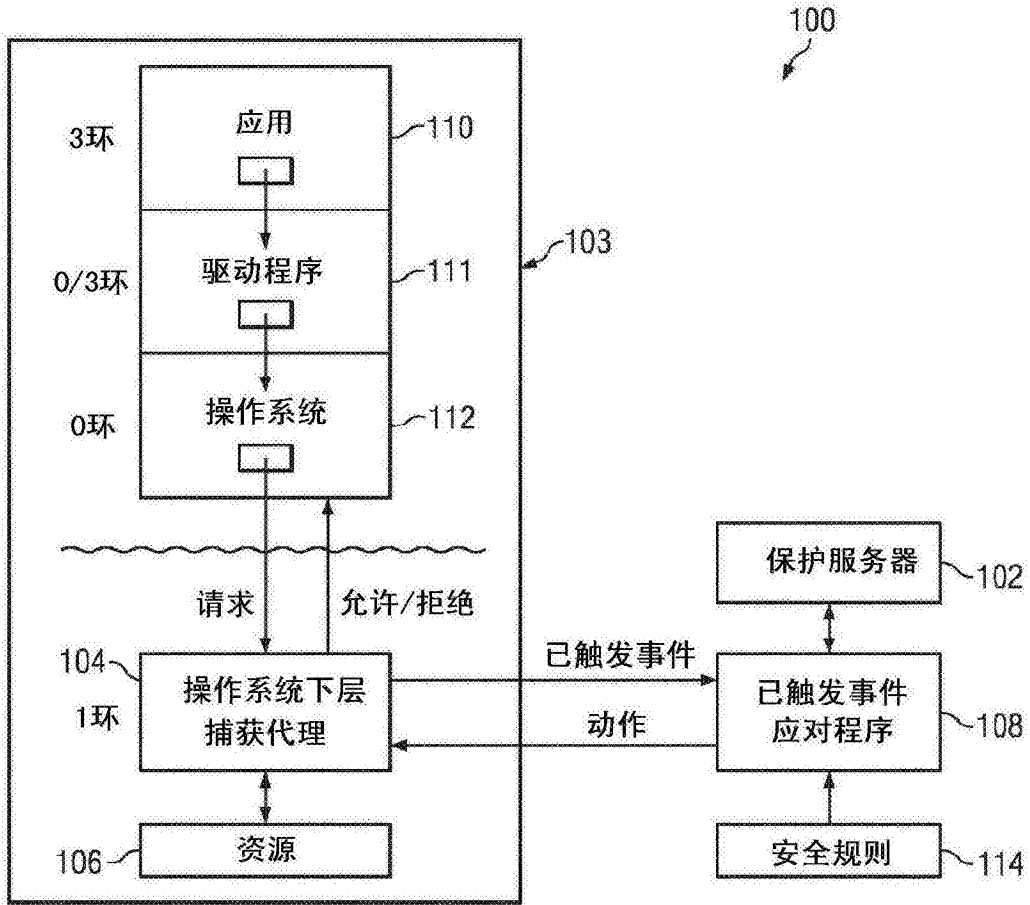 100
3环
应用
110
103
0/3环
驱动程序
111
0环
操作系统
112
保护服务器
102
请求
允许/拒绝
104
1环
操作系统下层
捕获代理
已触发事件
动作
已触发事件
应对程序
108
106
资源
安全规则
114